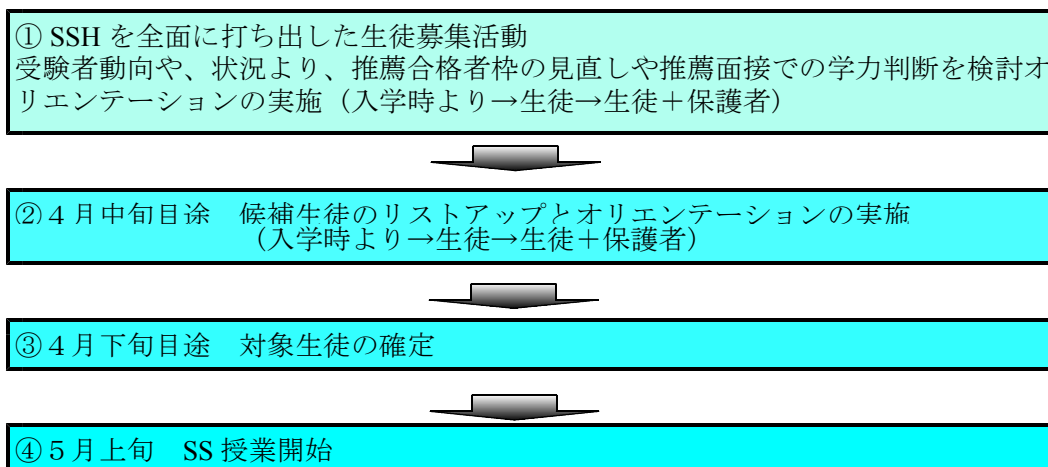 ① SSH を全面に打ち出した生徒募集活動
受験者動向や、状況より、推薦合格者枠の見直しや推薦面接での学力判断を検討オ
リエンテーションの実施（入学時より→生徒→生徒＋保護者）
②４月中旬目途　候補生徒のリストアップとオリエンテーションの実施
（入学時より→生徒→生徒＋保護者）
③４月下旬目途　対象生徒の確定
④５月上旬　SS 授業開始